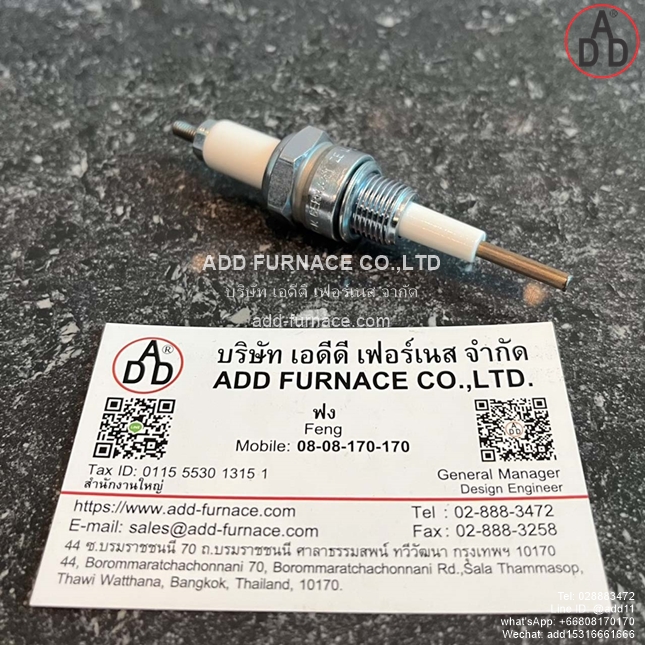 ADD®
ADD FURNACE CO.,LTD
บริษัท เอดีดี เฟอร์เนส จำกัด
add-furnace.com
ADD®
บริษัท เอดีดี เฟอร์เนส จำกัด
ADD FURNACE CO.,LTD.
ฟง
Feng
Mobile: 08-08-170-170
Tax ID: 0115 5530 1315 1
สำนักงานใหญ่
General Manager
Design Engineer
https://www.add-furnace.com
E-mail: sales@add-furnace.com
Tel : 02-888-3472
Fax : 02-888-3258
44 ซ.บรมราชชนนี 70 ถ.บรมราชชนนี ศาลาธรรมสพน์ ทวีวัฒนา กรุงเทพฯ 10170
44, Borommaratchachonnani 70, Borommaratchachonnani Rd.,Sala Thammasop,
Thawi Watthana, Bangkok, Thailand, 10170.
Tel: 028883472
Line ID: @add11
what'sApp: +66808170170
Wechat: add15316661666